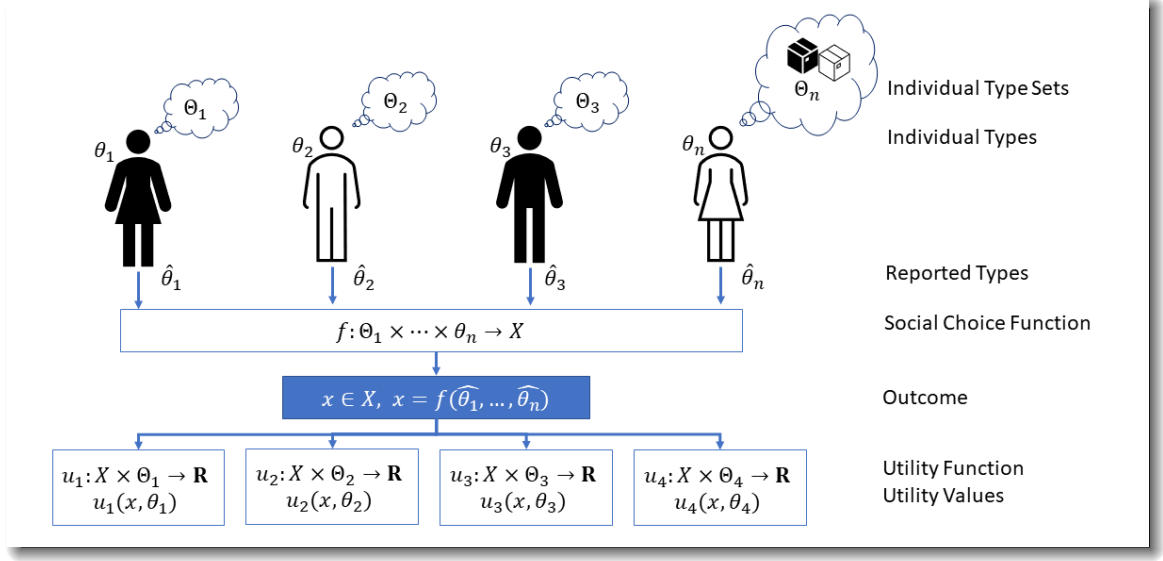 Θ₁ Θ₂ Θ₃ Θₙ Individual Type Sets
θ₁ θ₂ θ₃ θₙ Individual Types
θ̂₁ θ̂₂ θ̂₃ θ̂ₙ Reported Types
f: Θ₁ × ⋯ × θₙ → X Social Choice Function
x ∈ X, x = f(θ̂₁, …, θ̂ₙ) Outcome
u₁: X × Θ₁ → R u₂: X × Θ₂ → R u₃: X × Θ₃ → R u₄: X × Θ₄ → R Utility Function
u₁(x, θ₁) u₂(x, θ₂) u₃(x, θ₃) u₄(x, θ₄) Utility Values